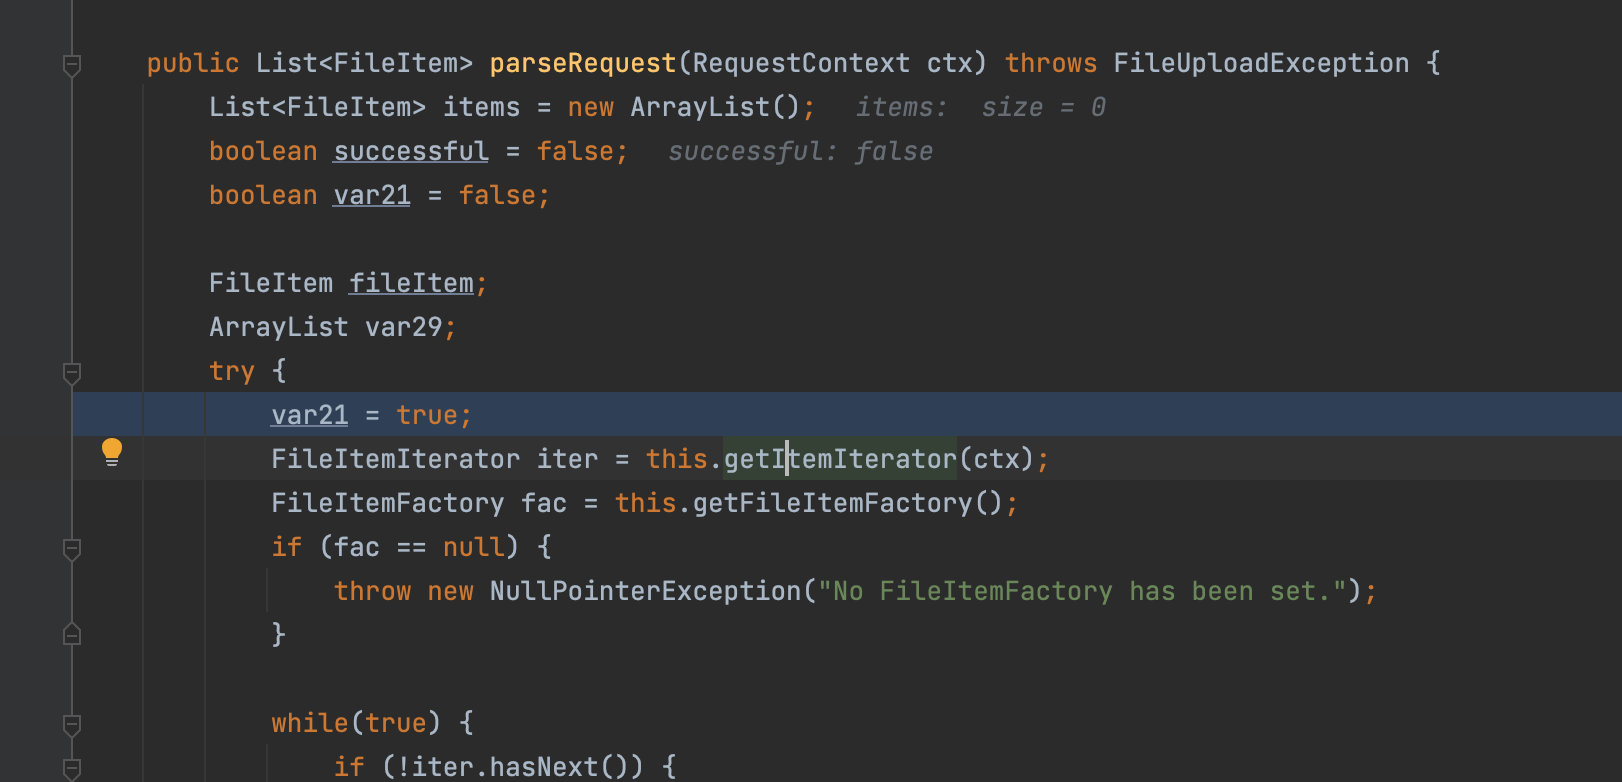 public List<FileItem> parseRequest(RequestContext ctx) throws FileUploadException {
List<FileItem> items = new ArrayList(); items: size = 0
boolean successful = false; successful: false
boolean var21 = false;
FileItem fileItem;
ArrayList var29;
try {
var21 = true;
FileItemIterator iter = this.getItemIterator(ctx);
FileItemFactory fac = this.getFileItemFactory();
if (fac == null) {
throw new NullPointerException("No FileItemFactory has been set.");
}
while(true) {
if (!iter.hasNext()) {